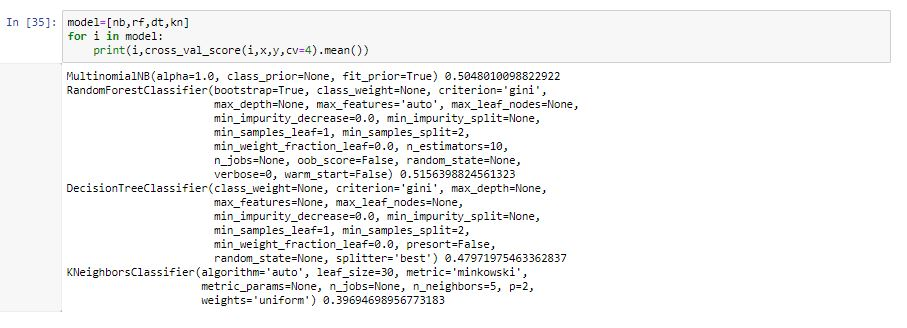 In [35]: model=[nb,rf,dt,kn]
for i in model:
    print(i,cross_val_score(i,x,y,cv=4).mean())
MultinomialNB(alpha=1.0, class_prior=None, fit_prior=True) 0.5048010098822922
RandomForestClassifier(bootstrap=True, class_weight=None, criterion='gini',
                       max_depth=None, max_features='auto', max_leaf_nodes=None,
                       min_impurity_decrease=0.0, min_impurity_split=None,
                       min_samples_leaf=1, min_samples_split=2,
                       min_weight_fraction_leaf=0.0, n_estimators=10,
                       n_jobs=None, oob_score=False, random_state=None,
                       verbose=0, warm_start=False) 0.5156398824561323
DecisionTreeClassifier(class_weight=None, criterion='gini', max_depth=None,
                       max_features=None, max_leaf_nodes=None,
                       min_impurity_decrease=0.0, min_impurity_split=None,
                       min_samples_leaf=1, min_samples_split=2,
                       min_weight_fraction_leaf=0.0, presort=False,
                       random_state=None, splitter='best') 0.47971975463362837
KNeighborsClassifier(algorithm='auto', leaf_size=30, metric='minkowski',
                     metric_params=None, n_jobs=None, n_neighbors=5, p=2,
                     weights='uniform') 0.39694698956773183